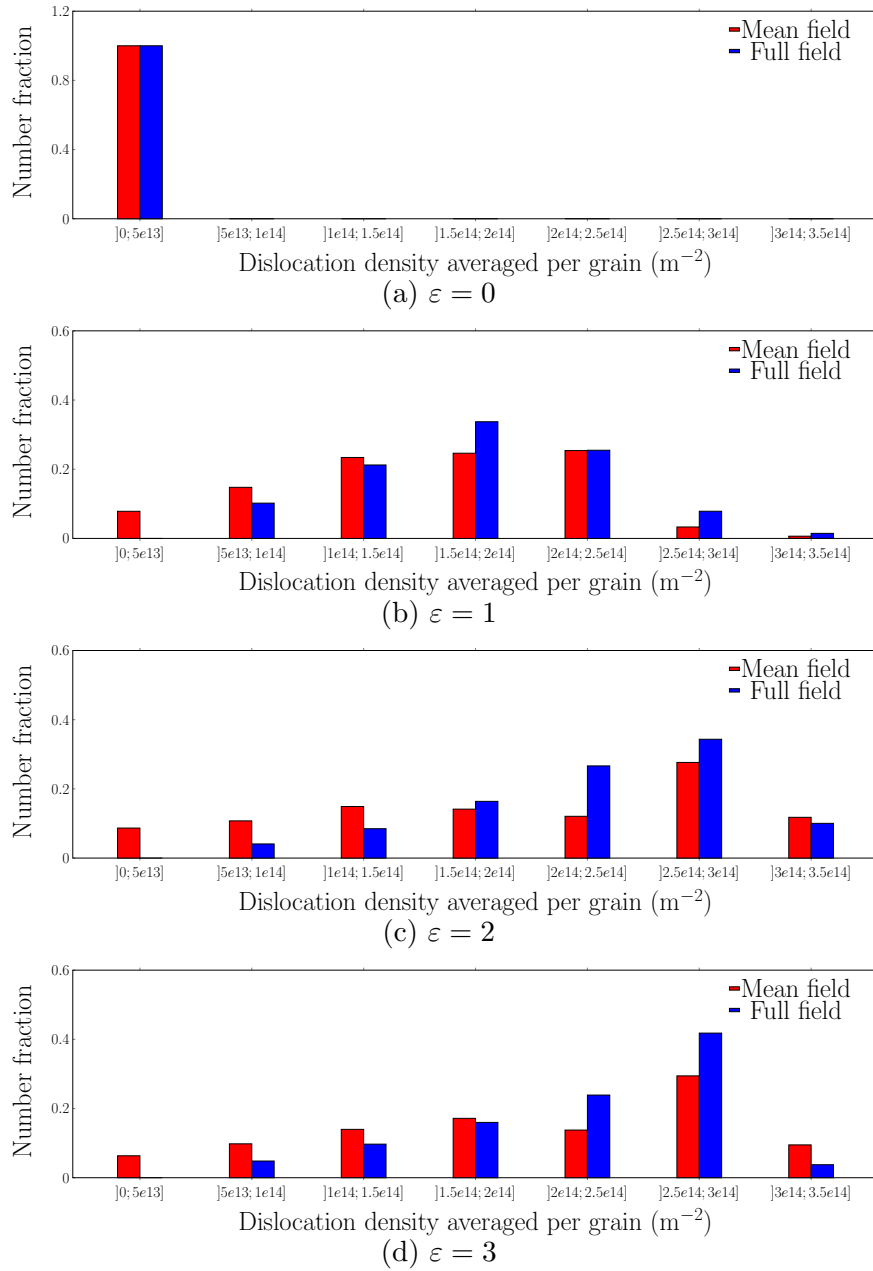 1.2
Mean field
Full field
0.8
Number fraction
0.4
0
]0; 5e13] ]5e13; 1e14] ]1e14; 1.5e14] ]1.5e14; 2e14] ]2e14; 2.5e14] ]2.5e14; 3e14] ]3e14; 3.5e14]
Dislocation density averaged per grain (m⁻²)
(a) ε = 0
0.6
Mean field
Full field
0.4
Number fraction
0.2
0
]0; 5e13] ]5e13; 1e14] ]1e14; 1.5e14] ]1.5e14; 2e14] ]2e14; 2.5e14] ]2.5e14; 3e14] ]3e14; 3.5e14]
Dislocation density averaged per grain (m⁻²)
(b) ε = 1
0.6
Mean field
Full field
0.4
Number fraction
0.2
0
]0; 5e13] ]5e13; 1e14] ]1e14; 1.5e14] ]1.5e14; 2e14] ]2e14; 2.5e14] ]2.5e14; 3e14] ]3e14; 3.5e14]
Dislocation density averaged per grain (m⁻²)
(c) ε = 2
0.6
Mean field
Full field
0.4
Number fraction
0.2
0
]0; 5e13] ]5e13; 1e14] ]1e14; 1.5e14] ]1.5e14; 2e14] ]2e14; 2.5e14] ]2.5e14; 3e14] ]3e14; 3.5e14]
Dislocation density averaged per grain (m⁻²)
(d) ε = 3